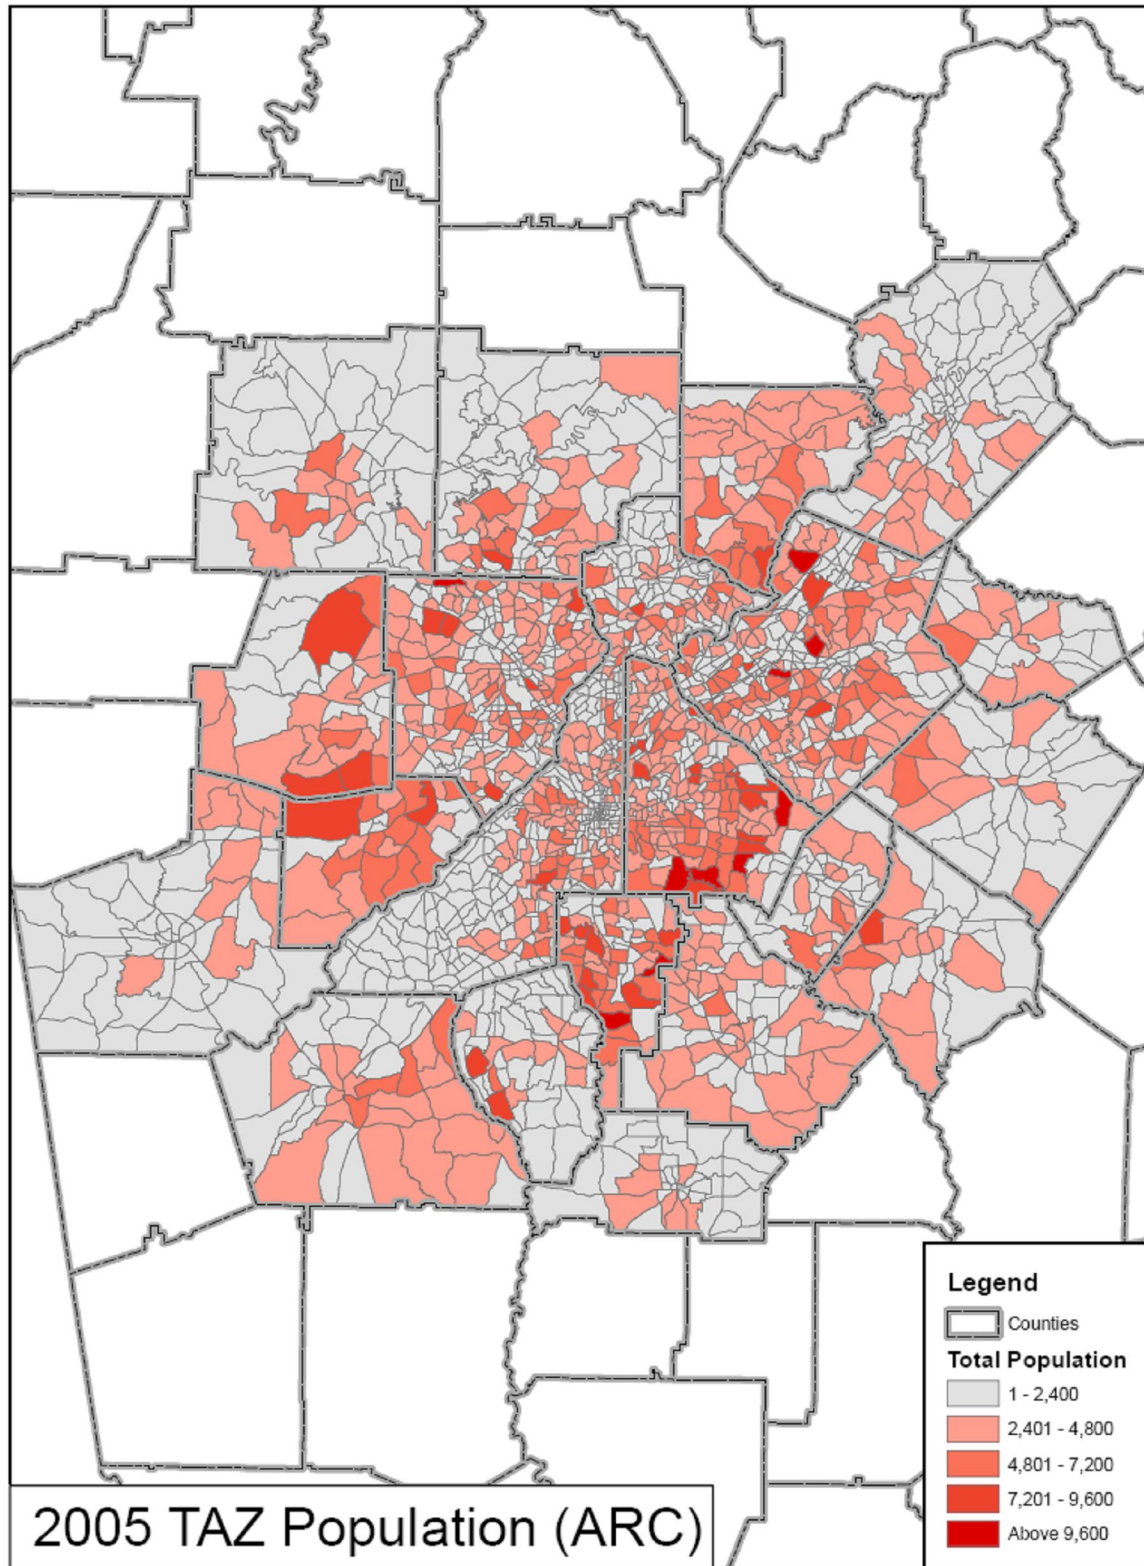 Legend
Counties
Total Population
1 - 2,400
2,401 - 4,800
4,801 - 7,200
7,201 - 9,600
Above 9,600
2005 TAZ Population (ARC)